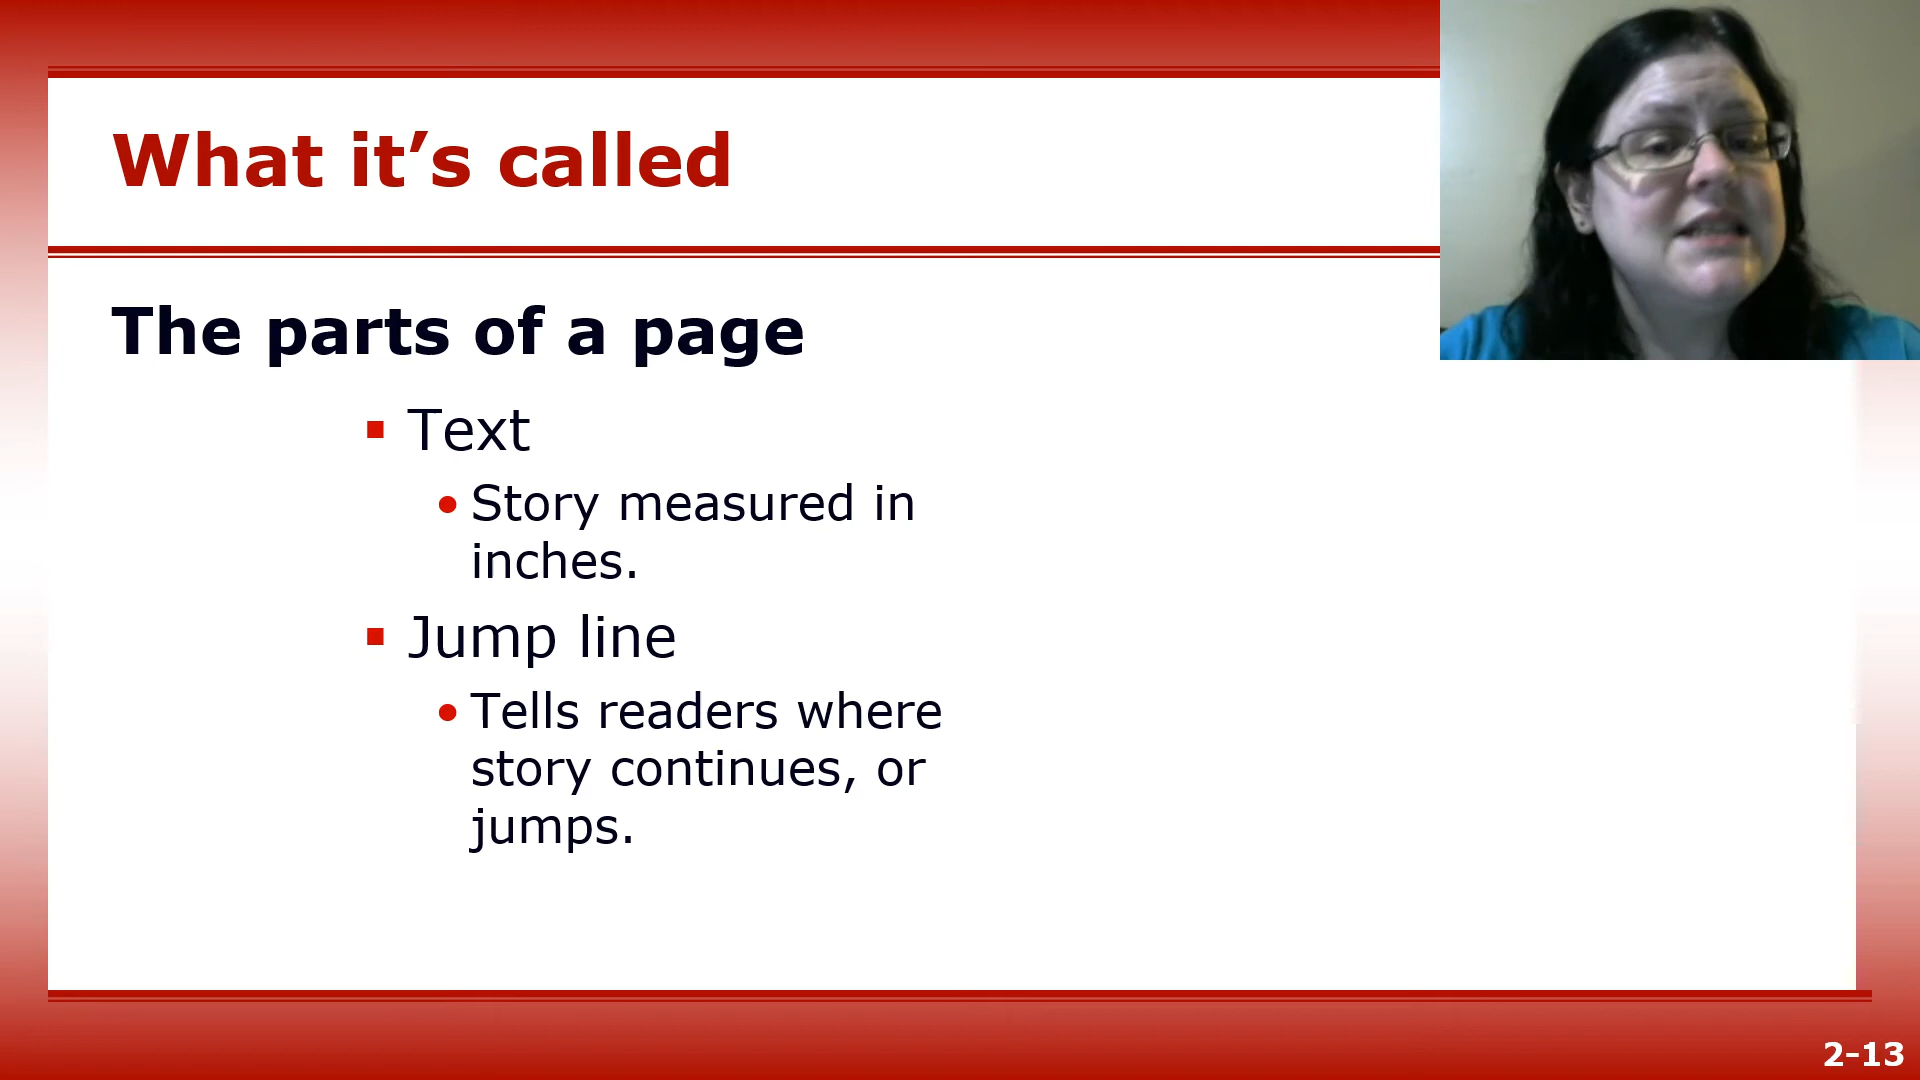 What it’s called
The parts of a page
Text
Story measured in
inches.
Jump line
Tells readers where
story continues, or
jumps.
2-13